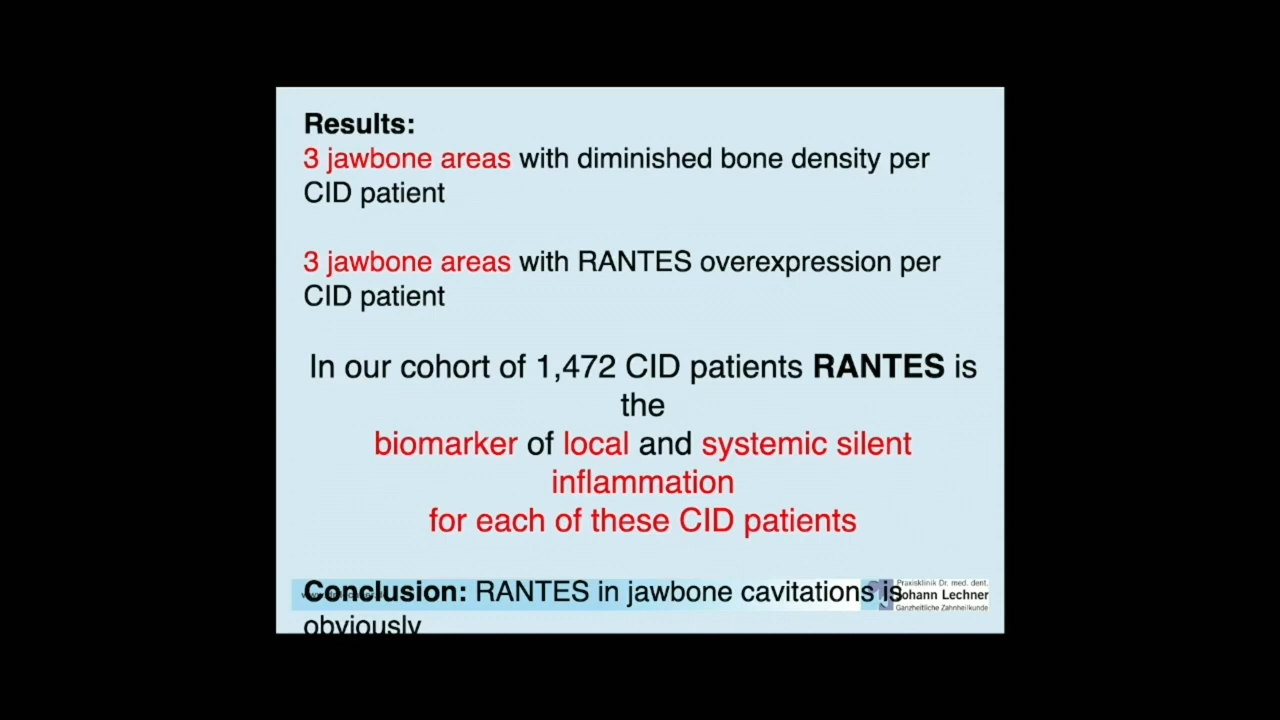 Results:
3 jawbone areas with diminished bone density per
CID patient
3 jawbone areas with RANTES overexpression per
CID patient
In our cohort of 1,472 CID patients RANTES is
the
biomarker of local and systemic silent
inflammation
for each of these CID patients
Conclusion: RANTES in jawbone cavitations is
obviously
Praxisklinik Dr. med. dent.
Johann Lechner
Ganzheitliche Zahnheilkunde